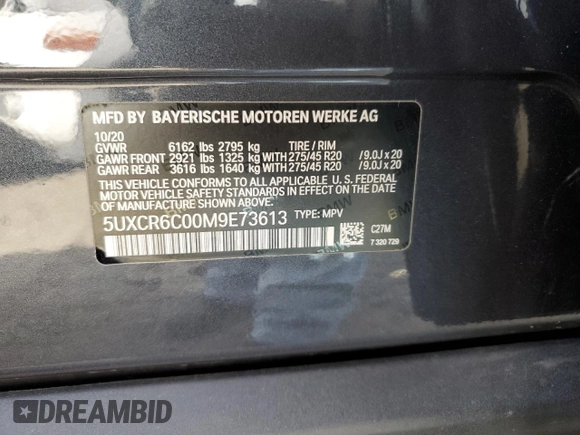 MFD BY BAYERISCHE MOTOREN WERKE AG
10/20
GVWR 6162 lbs 2795 kg TIRE / RIM
GAWR FRONT 2921 lbs 1325 kg WITH 275/45 R20 /9.0J x 20
GAWR REAR 3616 lbs 1640 kg WITH 275/45 R20 /9.0J x 20
THIS VEHICLE CONFORMS TO ALL APPLICABLE U. S. FEDERAL
MOTOR VEHICLE SAFETY STANDARDS IN EFFECT ON THE DATE
OF MANUFACTURE SHOWN ABOVE.
5UXCR6C00M9E73613 TYPE: MPV
C27M
7 320 729
DREAMBID